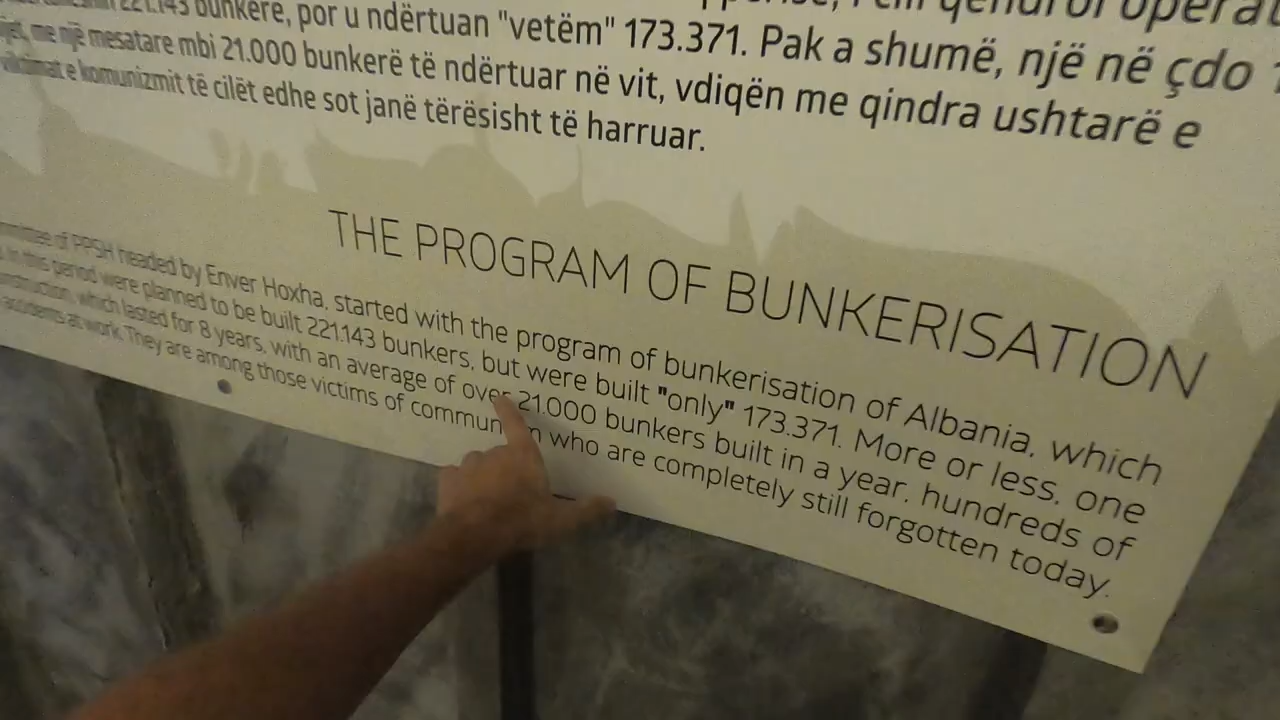 qendroi
221.143 bunkerë, por u ndërtuan "vetëm" 173.371. Pak a shumë, një në çdo
me një mesatare mbi 21.000 bunkerë të ndërtuar në vit, vdiqën me qindra ushtarë e
viktimat e komunizmit të cilët edhe sot janë tërësisht të harruar.
THE PROGRAM OF BUNKERISATION
of PPSH headed by Enver Hoxha, started with the program of bunkerisation of Albania, which
In this period were planned to be built 221.143 bunkers, but were built "only" 173.371. More or less, one
which lasted for 8 years, with an average of over 21.000 bunkers built in a year, hundreds of
accidents at work. They are among those victims of who are completely still forgotten today.